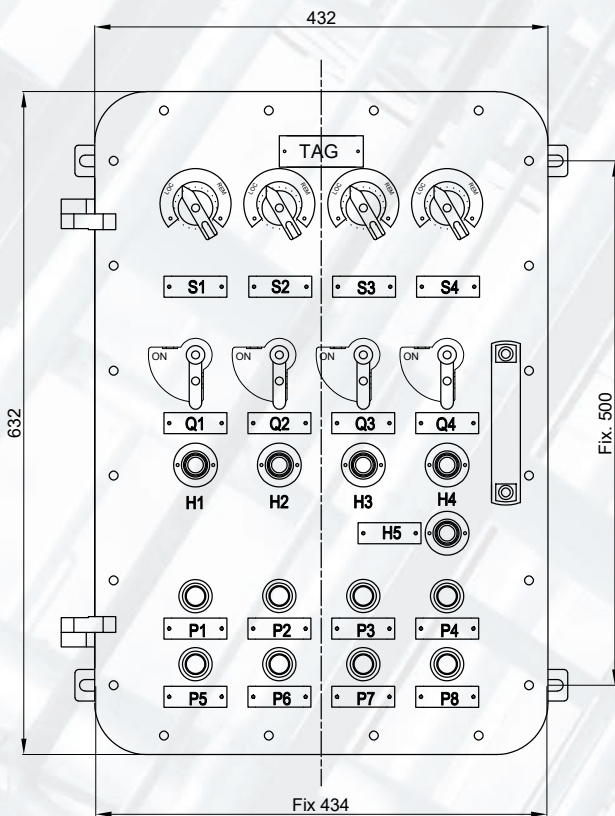 432
TAG
LOC REM LOC REM LOC REM LOC REM
S1 S2 S3 S4
ON ON ON ON
632
Fix. 500
Q1 Q2 Q3 Q4
H1 H2 H3 H4
H5
P1 P2 P3 P4
P5 P6 P7 P8
Fix 434